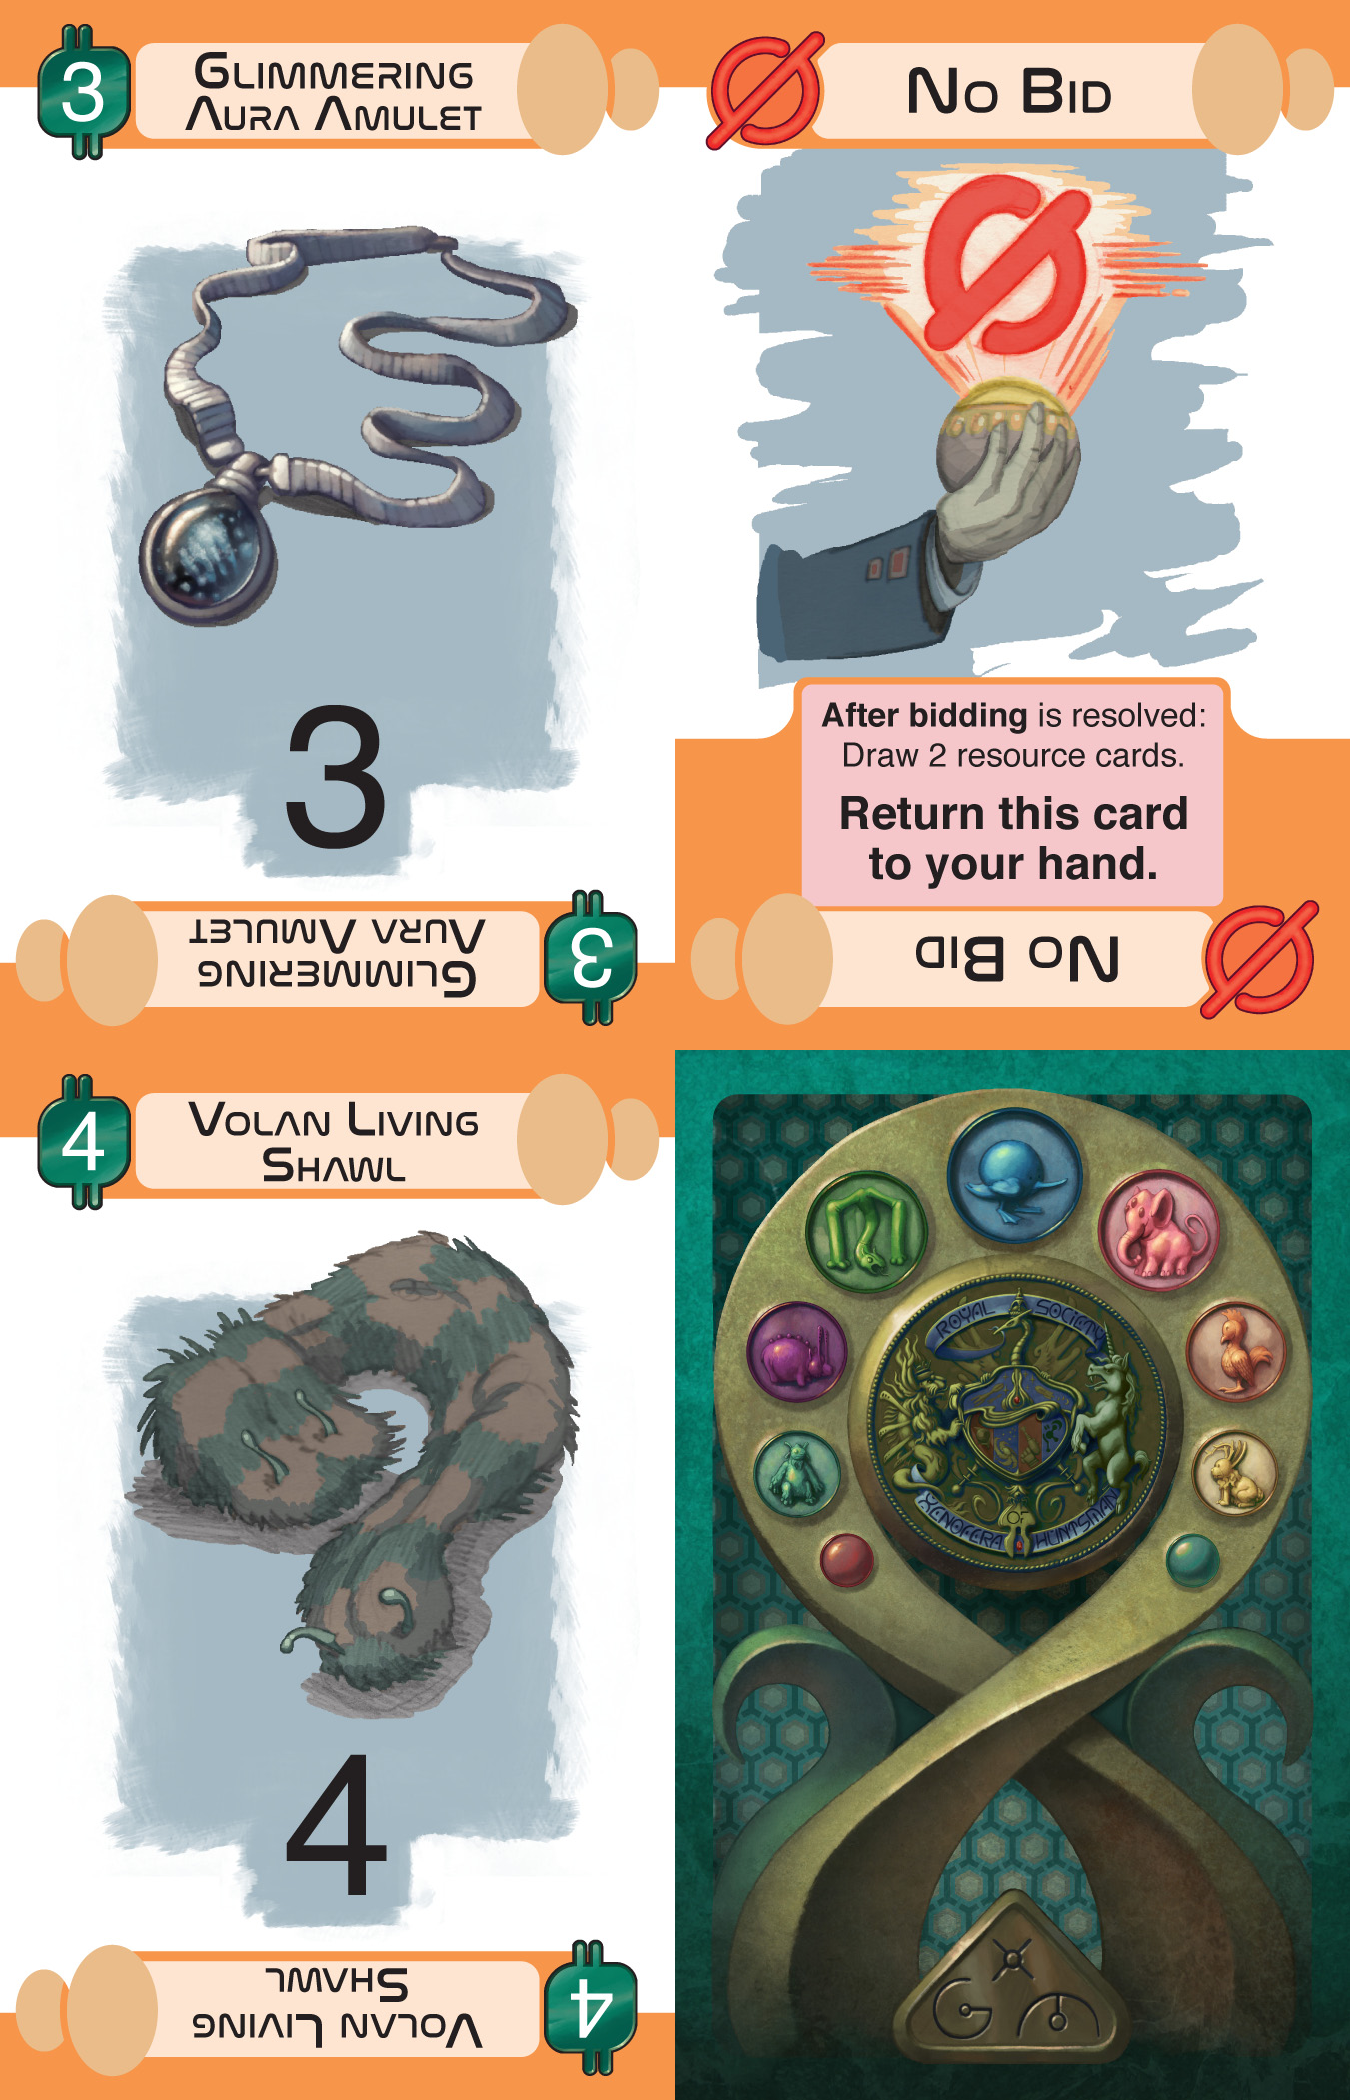 3
GLIMMERING
AURA AMULET
3
GLIMMERING
AURA AMULET
3
NO BID
After bidding is resolved:
Draw 2 resource cards.
Return this card
to your hand.
NO BID
4
VOLAN LIVING
SHAWL
4
VOLAN LIVING
SHAWL
4
ROYAL SOCIETY
OF
XENOFERA HUNTSMAN